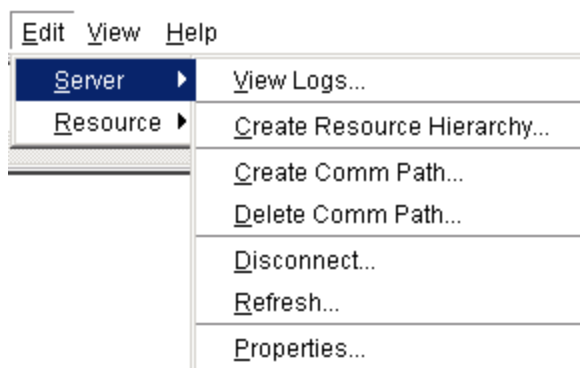 Edit View Help
Server
Resource
View Logs...
Create Resource Hierarchy...
Create Comm Path...
Delete Comm Path...
Disconnect...
Refresh...
Properties...